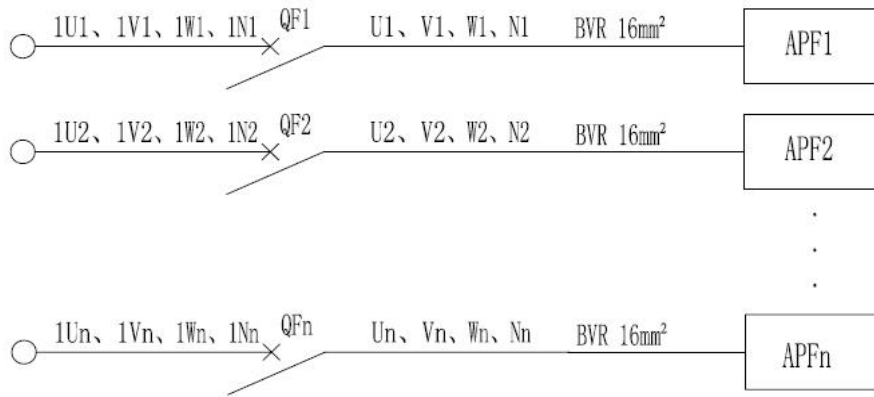 1U1、1V1、1W1、1N1 QF1 U1、V1、W1、N1 BVR 16mm² APF1
1U2、1V2、1W2、1N2 QF2 U2、V2、W2、N2 BVR 16mm² APF2
1Un、1Vn、1Wn、1Nn QFn Un、Vn、Wn、Nn BVR 16mm² APFn